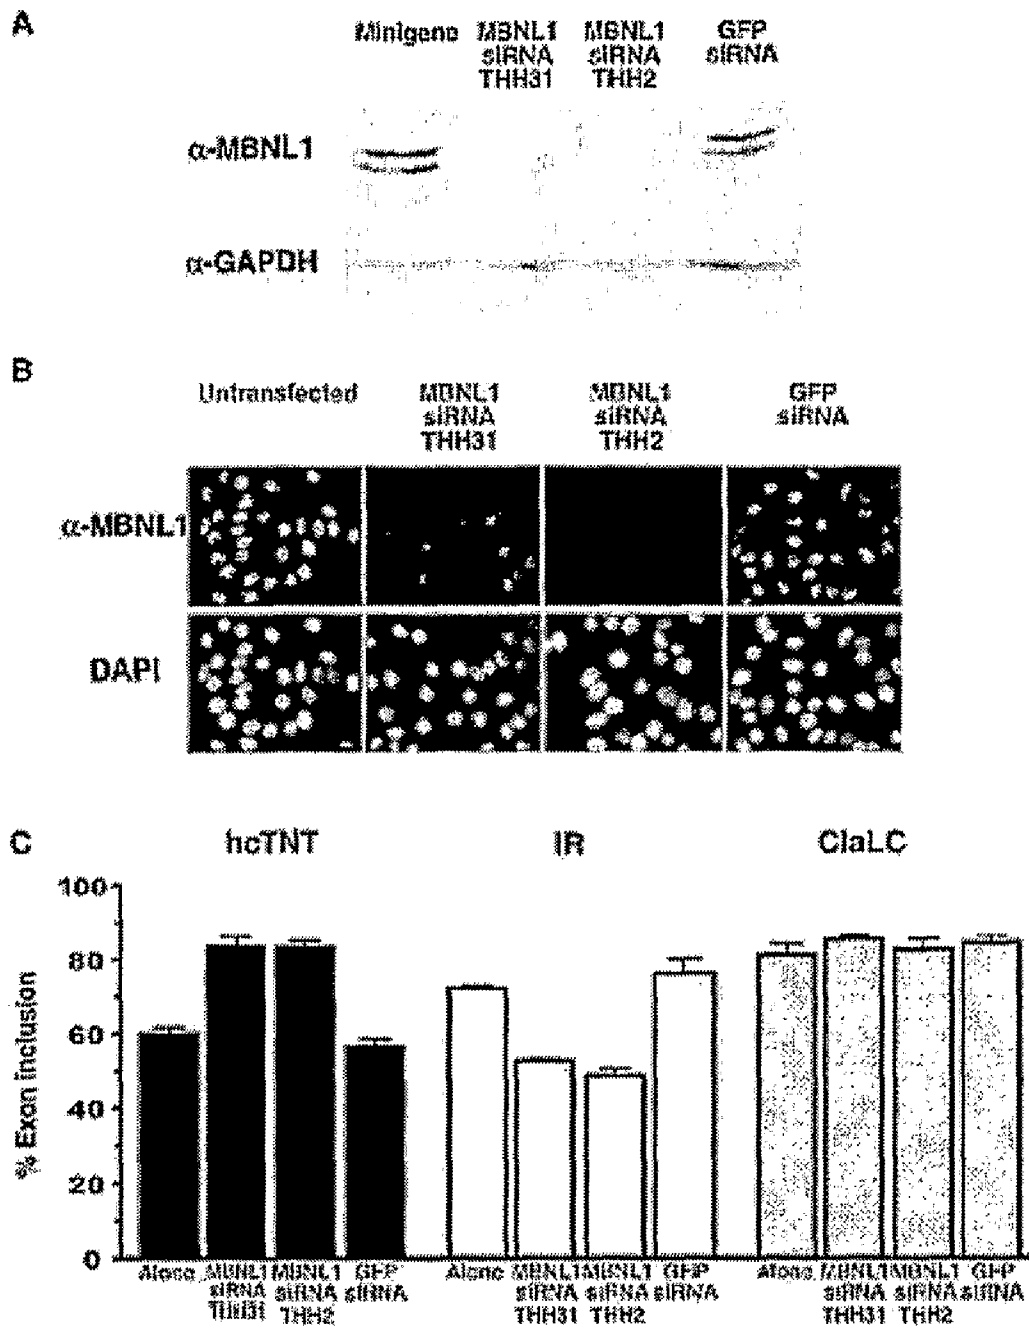 A
Minigene MBNL1 MBNL1 GFP
siRNA siRNA siRNA
THH31 THH2
α-MBNL1
α-GAPDH
B
Untransfected MBNL1 MBNL1 GFP
siRNA siRNA siRNA
THH31 THH2
α-MBNL1
DAPI
C
hcTNT IR ClaLC
% Exon inclusion
100
80
60
40
20
0
Alone MBNL1 MBNL1 GFP Alone MBNL1 MBNL1 GFP Alone MBNL1 MBNL1 GFP
siRNA siRNA siRNA siRNA siRNA siRNA siRNA siRNA siRNA
THH31 THH2 THH31 THH2 THH31 THH2